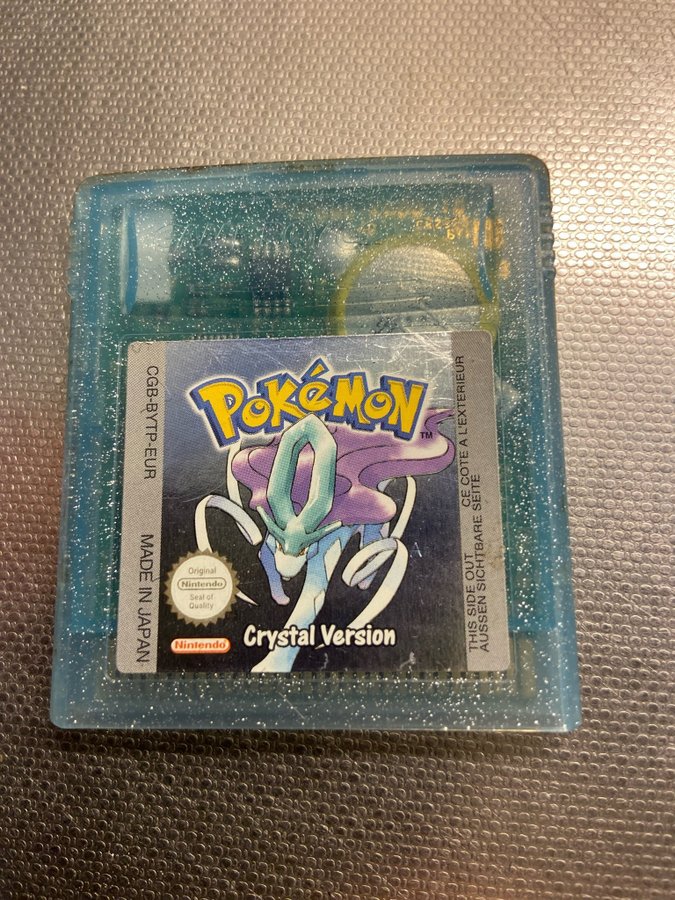 POKéMON
TM
CGB-BYTP-EUR
MADE IN JAPAN
Original
Nintendo
Seal of
Quality
Nintendo
Crystal Version
CE COTE A L'EXTERIEUR
THIS SIDE OUT
AUSSEN SICHTBARE SEITE